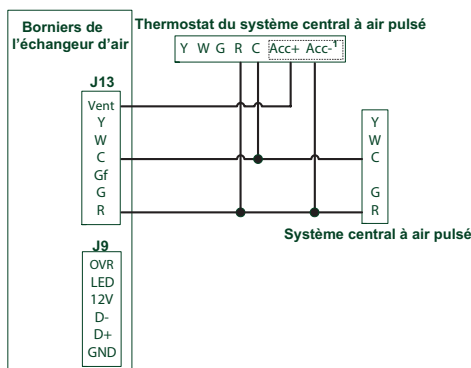 Borniers de
l'échangeur d'air
Thermostat du système central à air pulsé
Y W G R C Acc+ Acc-¹
J13
Vent
Y
W
C
Gf
G
R
Y
W
C
G
R
Système central à air pulsé
J9
OVR
LED
12V
D-
D+
GND